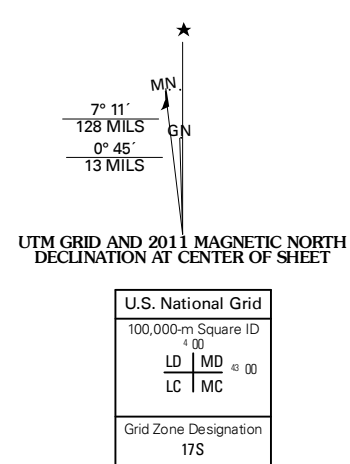 ★
MN
7° 11´
128 MILS
GN
0° 45´
13 MILS
UTM GRID AND 2011 MAGNETIC NORTH
DECLINATION AT CENTER OF SHEET
U.S. National Grid
100,000-m Square ID
4 00
LD MD 43 00
LC MC
Grid Zone Designation
17S